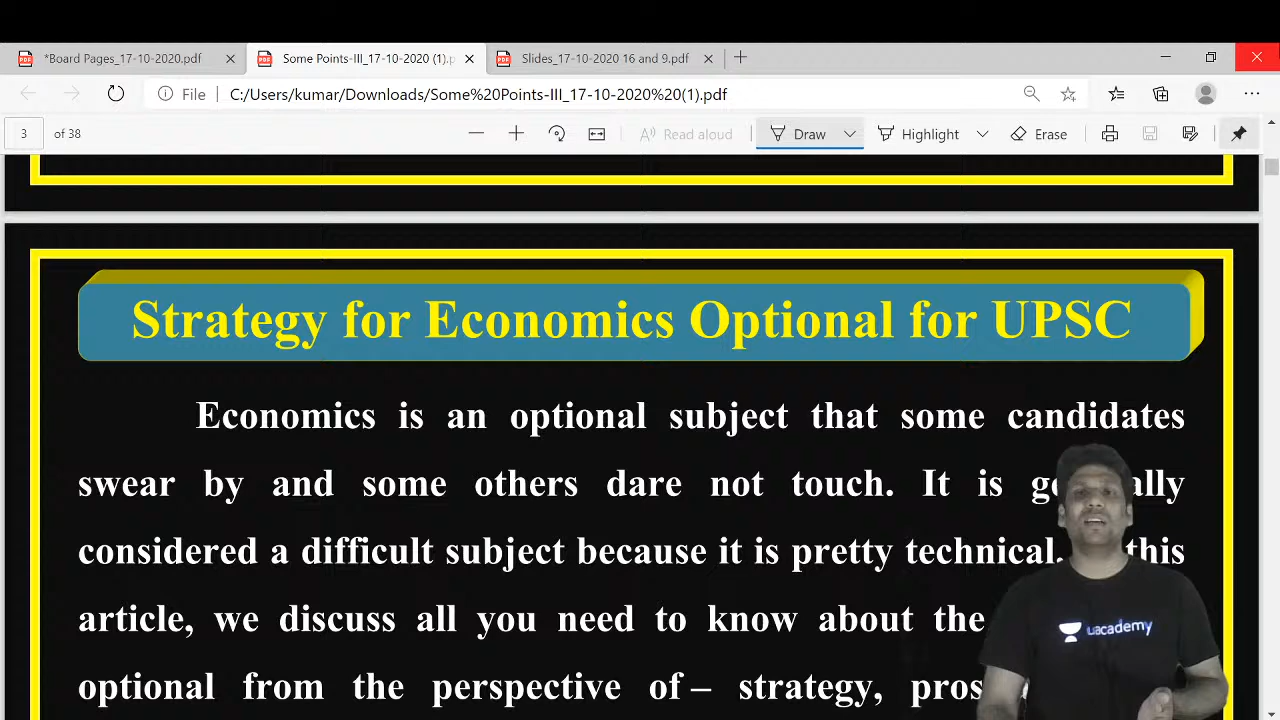 *Board Pages_17-10-2020.pdf
Some Points-III_17-10-2020 (1).p
Slides_17-10-2020 16 and 9.pdf
File C:/Users/kumar/Downloads/Some%20Points-III_17-10-2020%20(1).pdf
3 of 38 Read aloud Draw Highlight Erase
Strategy for Economics Optional for UPSC
Economics is an optional subject that some candidates
swear by and some others dare not touch. It is
considered a difficult subject because it is pretty technical. this
article, we discuss all you need to know about the
optional from the perspective of – strategy,
unacademy